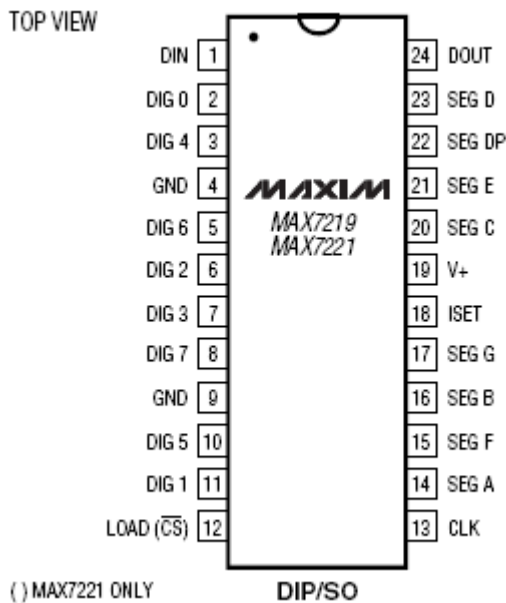 TOP VIEW
DIN 1
DIG 0 2
DIG 4 3
GND 4
DIG 6 5
DIG 2 6
DIG 3 7
DIG 7 8
GND 9
DIG 5 10
DIG 1 11
LOAD (C̅S̅) 12
MAXIM
MAX7219
MAX7221
24 DOUT
23 SEG D
22 SEG DP
21 SEG E
20 SEG C
19 V+
18 ISET
17 SEG G
16 SEG B
15 SEG F
14 SEG A
13 CLK
( ) MAX7221 ONLY
DIP/SO